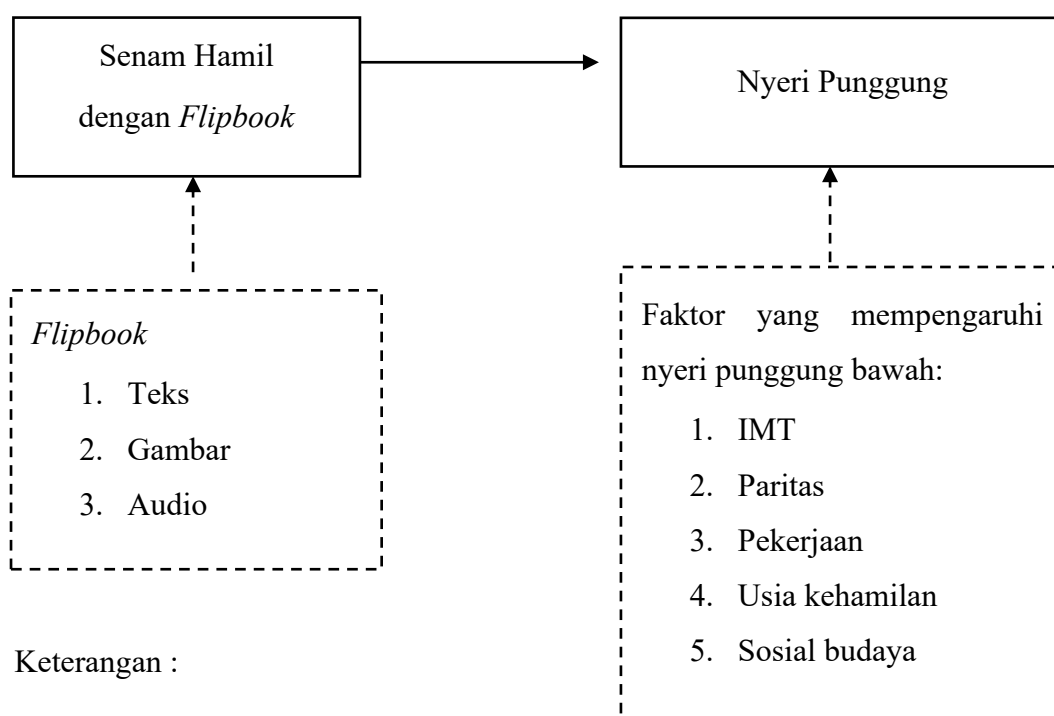 Senam Hamil
dengan Flipbook
Nyeri Punggung
Flipbook
1. Teks
2. Gambar
3. Audio
Faktor yang mempengaruhi
nyeri punggung bawah:
1. IMT
2. Paritas
3. Pekerjaan
4. Usia kehamilan
5. Sosial budaya
Keterangan :